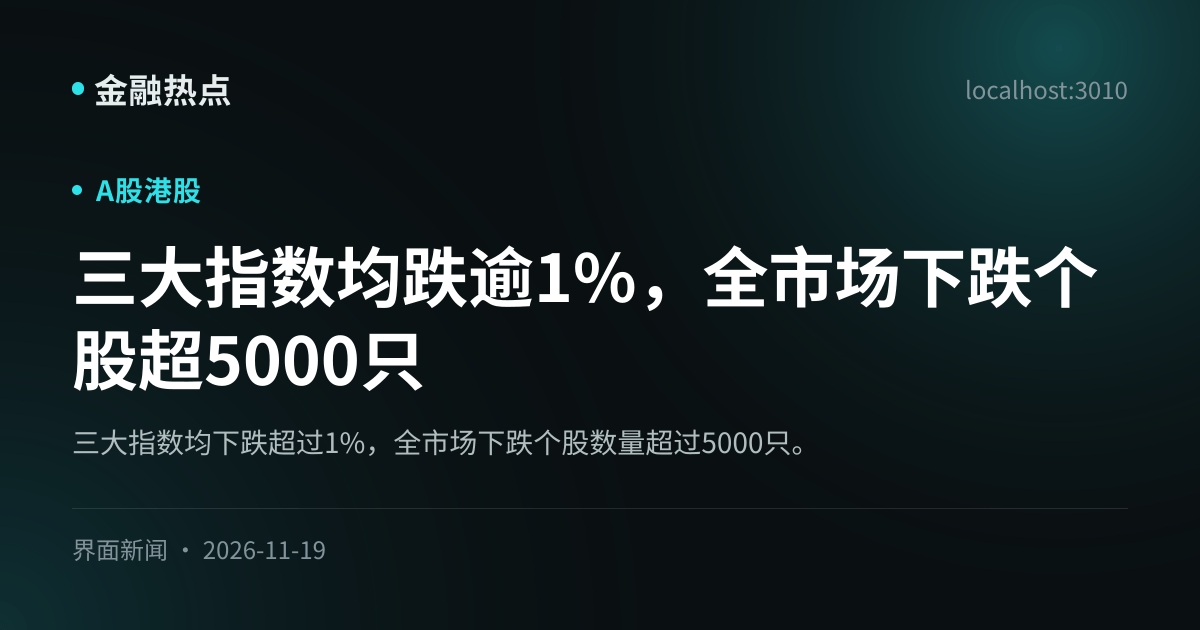 金融热点
localhost:3010
A股港股
三大指数均跌逾1%，全市场下跌个
股超5000只
三大指数均下跌超过1%，全市场下跌个股数量超过5000只。
界面新闻 • 2026-11-19